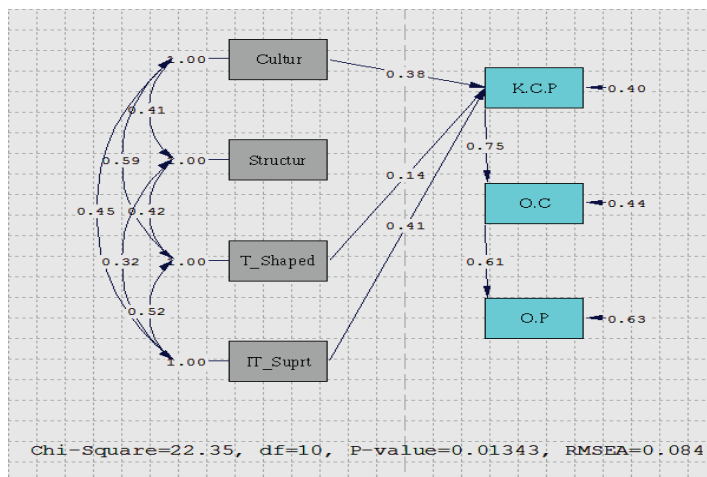 1.00 Cultur
0.38
K.C.P 0.40
0.41
0.75
1.00 Structur
0.59
0.14
0.45 0.42
O.C 0.44
0.41
0.32
1.00 T_Shaped
0.61
0.52
O.P 0.63
1.00 IT_Suprt
Chi-Square=22.35, df=10, P-value=0.01343, RMSEA=0.084